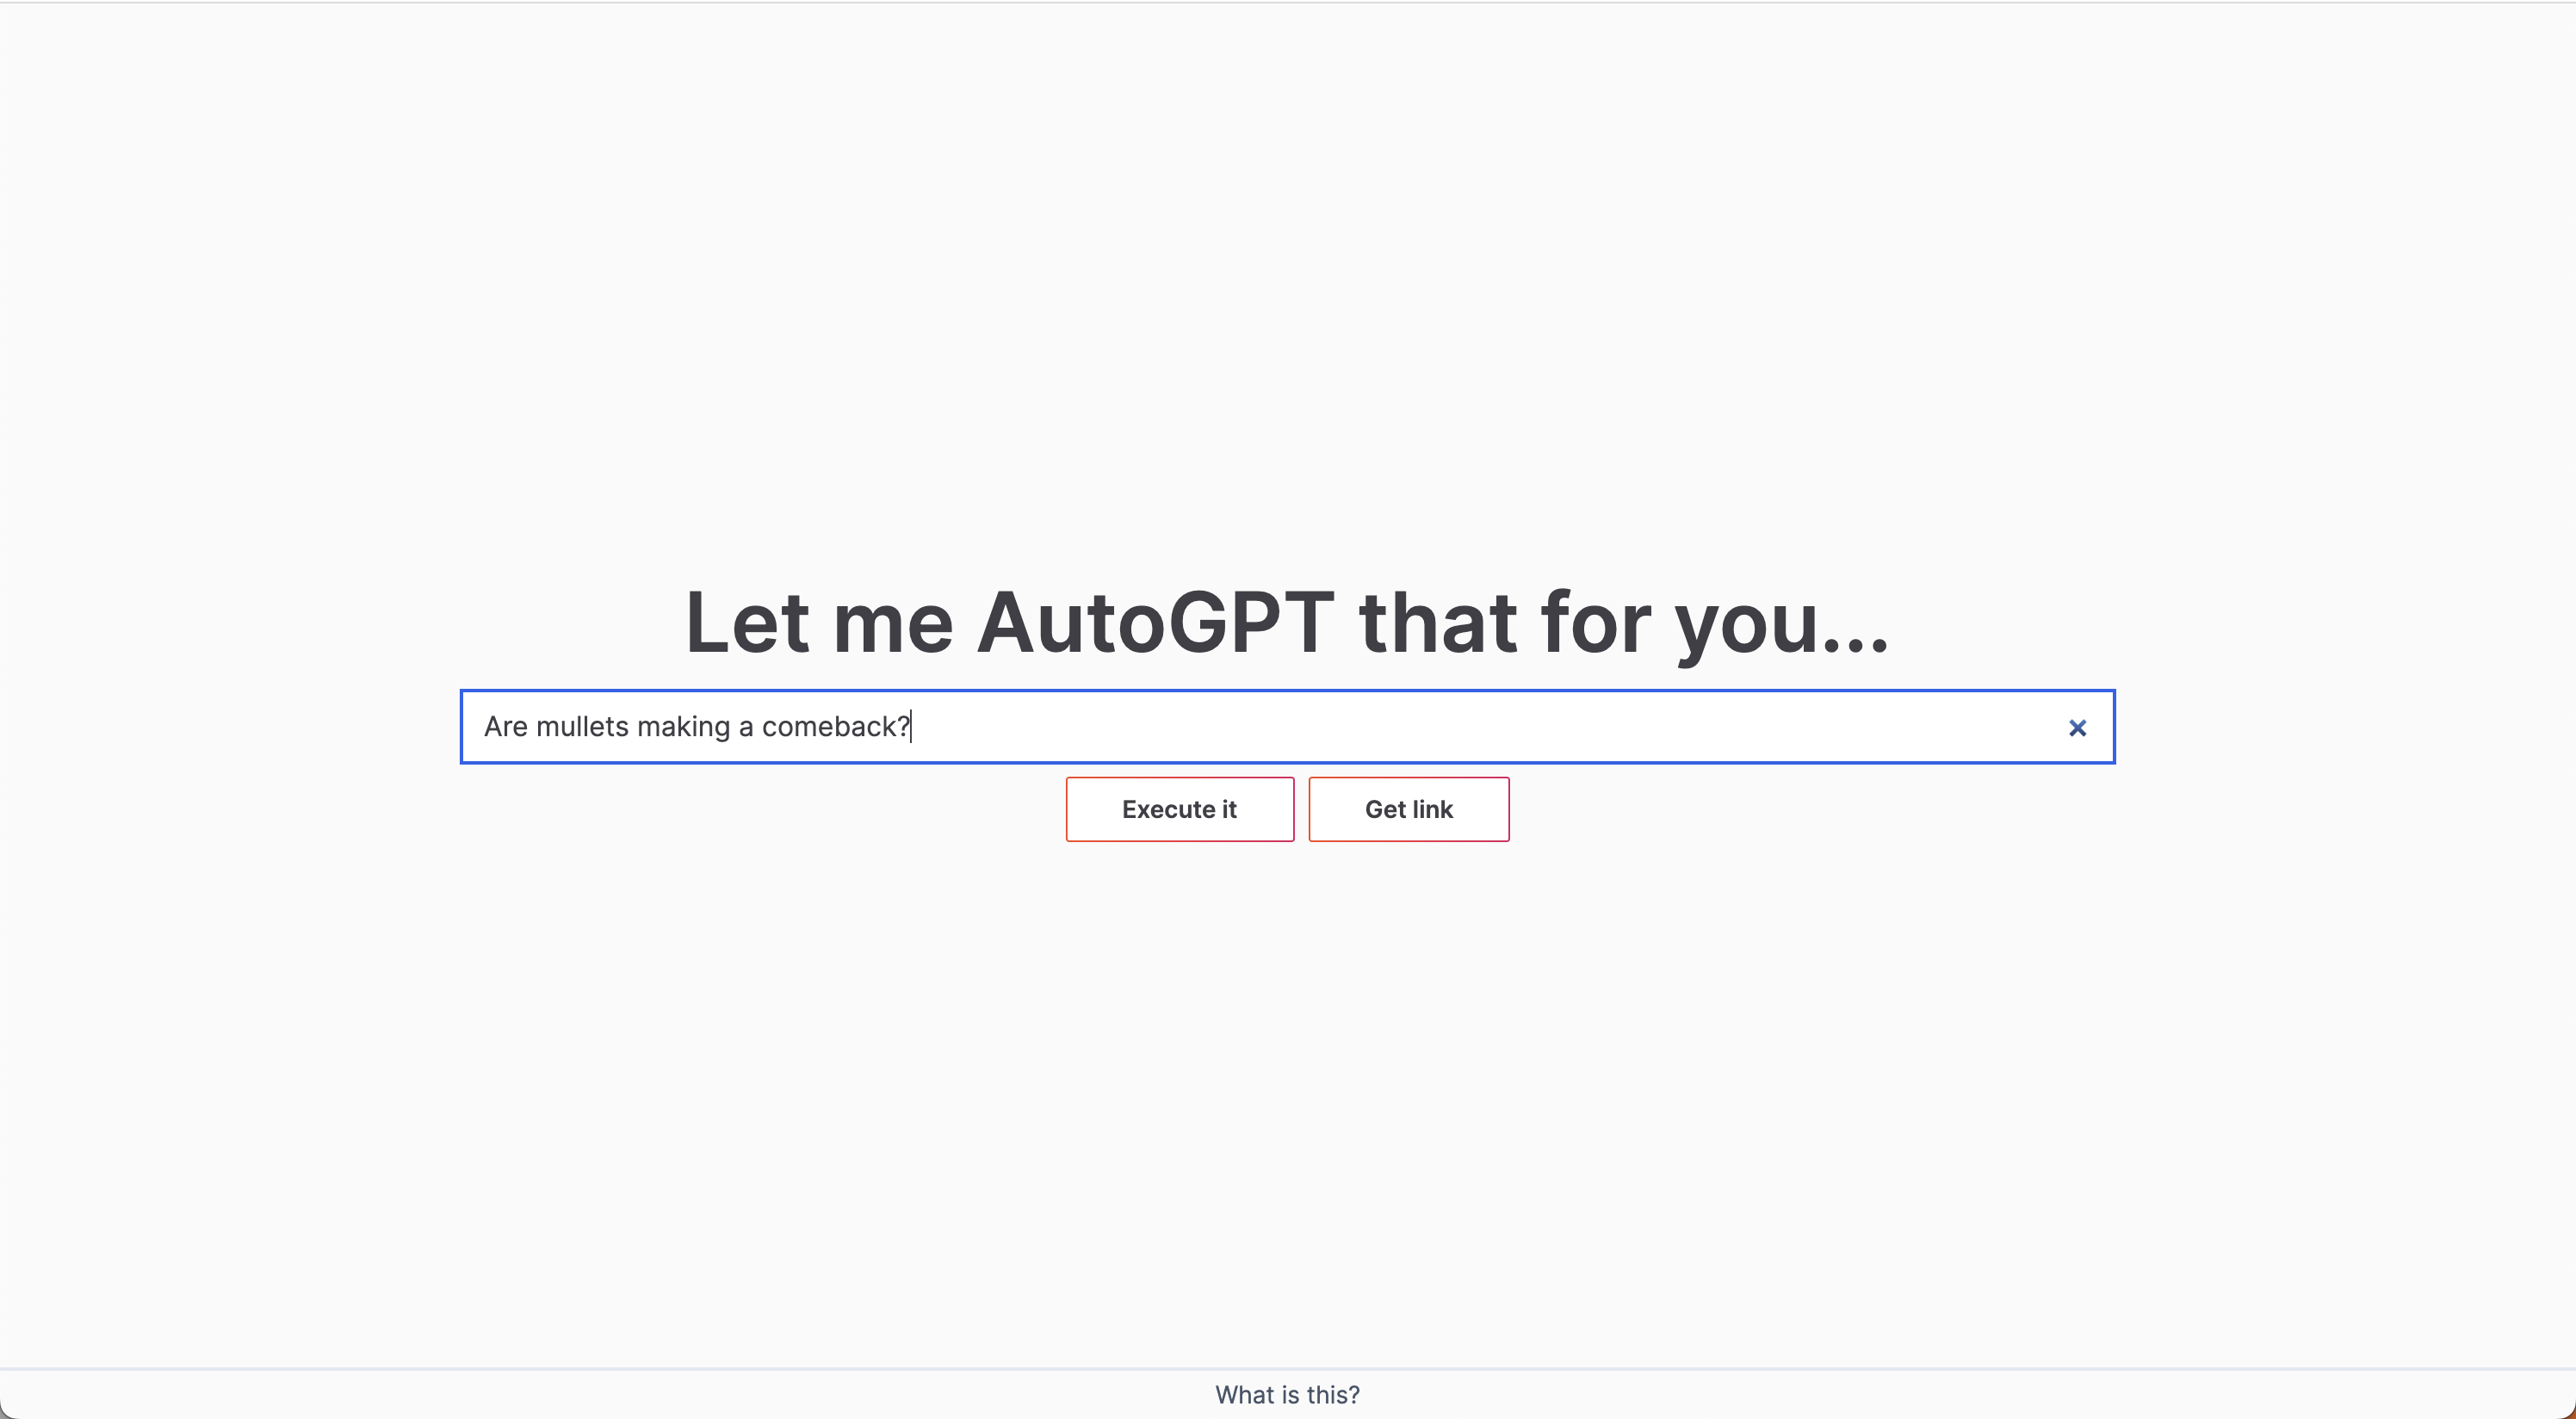 Let me AutoGPT that for you...
Are mullets making a comeback?
Execute it
Get link
What is this?